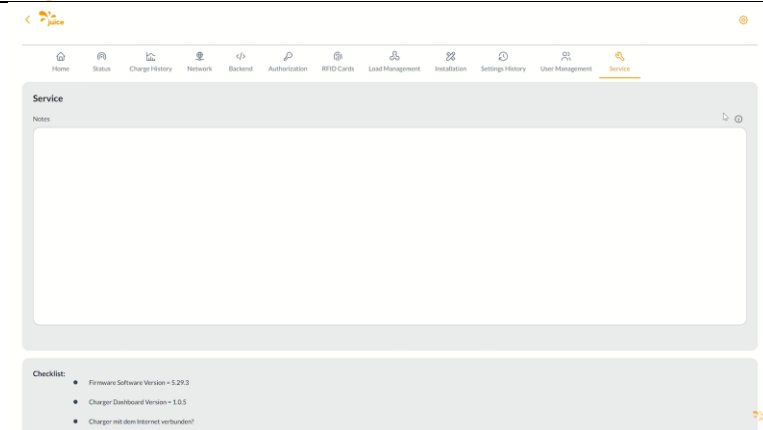 juice
Home Status Charge History Network Backend Authorization RFID Cards Load Management Installation Settings History User Management Service
Service
Notes
Checklist:
Firmware Software Version = 5.29.3
Charger Dashboard Version = 1.0.5
Charger mit dem Internet verbunden?